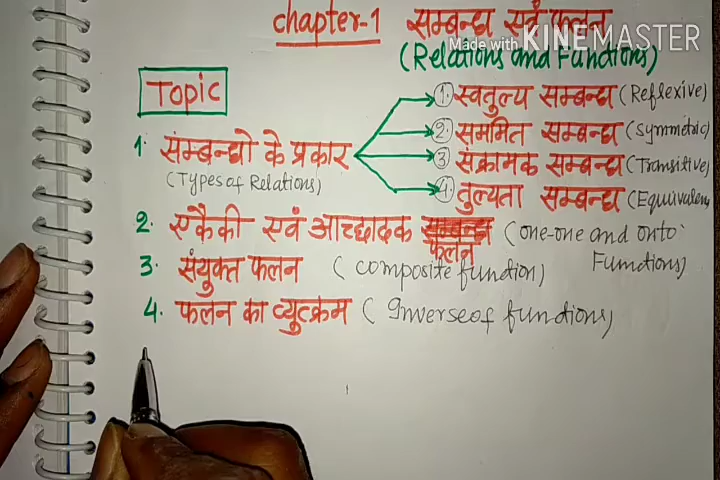 chapter-1 सम्बन्ध एवं फलन
Made with KINEMASTER
(Relations and Functions)
Topic
1. संम्बन्धो के प्रकार
(Types of Relations)
1. स्वतुल्य सम्बन्ध (Reflexive)
2. सममित सम्बन्ध (Symmetric)
3 संक्रामक सम्बन्ध (Transitive)
4. तुल्यता सम्बन्ध (Equivalenc
2. एकैकी एवं आच्छादक सम्बन्ध (one-one and onto
फलन Fumctions)
3. संयुक्त फलन (composite function)
4. फलन का व्युत्क्रम (Inverse of functions)